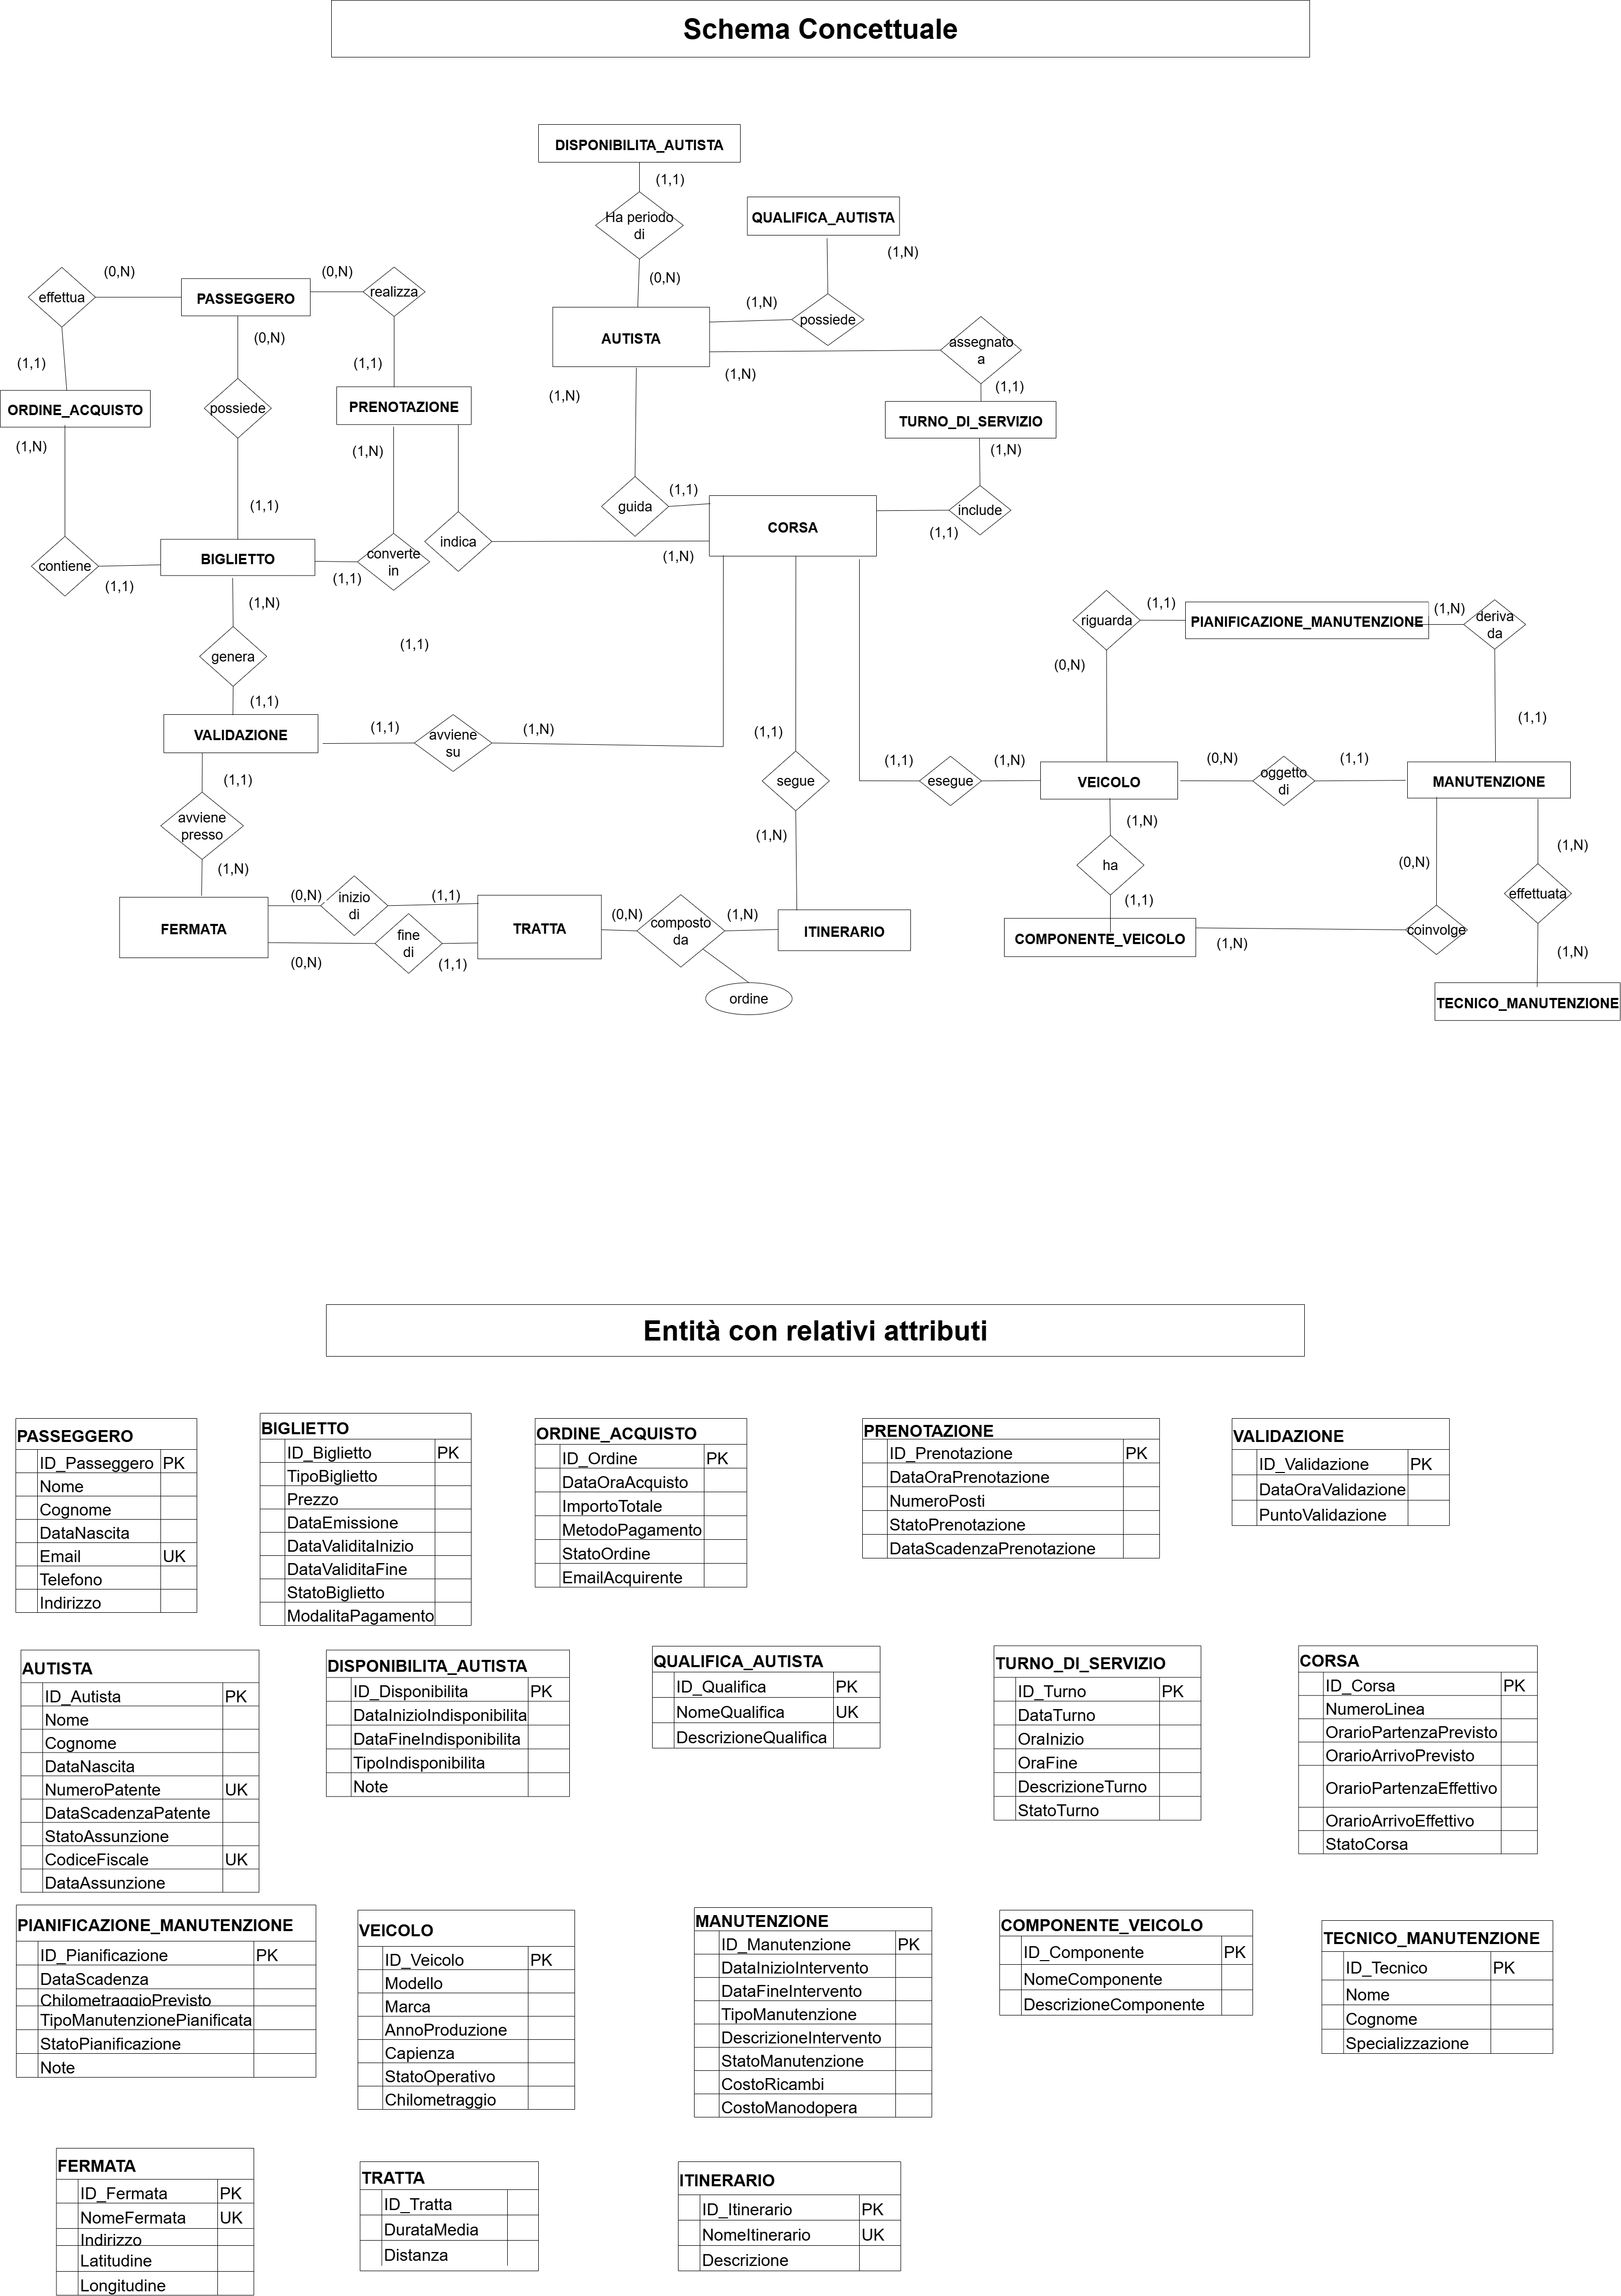 Schema Concettuale
DISPONIBILITA_AUTISTA
(1,1)
Ha periodo
di
QUALIFICA_AUTISTA
(1,N)
(0,N)
(0,N)
(0,N)
effettua
PASSEGGERO
realizza
(1,N)
possiede
AUTISTA
(0,N)
assegnato
a
(1,1)
(1,1)
(1,N)
(1,N)
(1,1)
ORDINE_ACQUISTO
possiede
PRENOTAZIONE
TURNO_DI_SERVIZIO
(1,N)
(1,N)
(1,N)
(1,1)
guida
(1,1)
CORSA
include
(1,1)
indica
(1,N)
contiene
(1,1)
BIGLIETTO
(1,1)
converte
in
(1,N)
(1,1)
genera
(1,1)
riguarda
(1,1)
PIANIFICAZIONE_MANUTENZIONE
(1,N)
deriva
da
(0,N)
(1,1)
VALIDAZIONE
(1,1)
avviene
su
(1,N)
(1,1)
(1,1)
segue
(1,1)
esegue
(1,N)
VEICOLO
(0,N)
oggetto
di
(1,1)
MANUTENZIONE
avviene
presso
(1,N)
(1,N)
(1,N)
(1,N)
ha
(0,N)
effettuata
(0,N)
inizio
di
(1,1)
(1,1)
FERMATA
TRATTA
(0,N)
composto
da
(1,N)
ITINERARIO
COMPONENTE_VEICOLO
(1,N)
coinvolge
(1,N)
fine
di
(0,N)
(1,1)
ordine
TECNICO_MANUTENZIONE
Entità con relativi attributi
PASSEGGERO
ID_Passeggero PK
Nome
Cognome
DataNascita
Email UK
Telefono
Indirizzo
BIGLIETTO
ID_Biglietto PK
TipoBiglietto
Prezzo
DataEmissione
DataValiditaInizio
DataValiditaFine
StatoBiglietto
ModalitaPagamento
ORDINE_ACQUISTO
ID_Ordine PK
DataOraAcquisto
ImportoTotale
MetodoPagamento
StatoOrdine
EmailAcquirente
PRENOTAZIONE
ID_Prenotazione PK
DataOraPrenotazione
NumeroPosti
StatoPrenotazione
DataScadenzaPrenotazione
VALIDAZIONE
ID_Validazione PK
DataOraValidazione
PuntoValidazione
AUTISTA
ID_Autista PK
Nome
Cognome
DataNascita
NumeroPatente UK
DataScadenzaPatente
StatoAssunzione
CodiceFiscale UK
DataAssunzione
DISPONIBILITA_AUTISTA
ID_Disponibilita PK
DataInizioIndisponibilita
DataFineIndisponibilita
TipoIndisponibilita
Note
QUALIFICA_AUTISTA
ID_Qualifica PK
NomeQualifica UK
DescrizioneQualifica
TURNO_DI_SERVIZIO
ID_Turno PK
DataTurno
OraInizio
OraFine
DescrizioneTurno
StatoTurno
CORSA
ID_Corsa PK
NumeroLinea
OrarioPartenzaPrevisto
OrarioArrivoPrevisto
OrarioPartenzaEffettivo
OrarioArrivoEffettivo
StatoCorsa
PIANIFICAZIONE_MANUTENZIONE
ID_Pianificazione PK
DataScadenza
ChilometraggioPrevisto
TipoManutenzionePianificata
StatoPianificazione
Note
VEICOLO
ID_Veicolo PK
Modello
Marca
AnnoProduzione
Capienza
StatoOperativo
Chilometraggio
MANUTENZIONE
ID_Manutenzione PK
DataInizioIntervento
DataFineIntervento
TipoManutenzione
DescrizioneIntervento
StatoManutenzione
CostoRicambi
CostoManodopera
COMPONENTE_VEICOLO
ID_Componente PK
NomeComponente
DescrizioneComponente
TECNICO_MANUTENZIONE
ID_Tecnico PK
Nome
Cognome
Specializzazione
FERMATA
ID_Fermata PK
NomeFermata UK
Indirizzo
Latitudine
Longitudine
TRATTA
ID_Tratta
DurataMedia
Distanza
ITINERARIO
ID_Itinerario PK
NomeItinerario UK
Descrizione